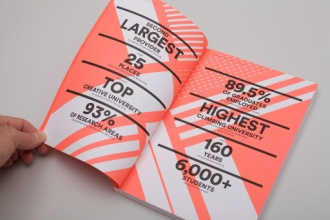 SECOND
LARGEST
PROVIDER
25
PLACES
TOP
CREATIVE UNIVERSITY
93%
OF RESEARCH AREAS
89.5%
OF GRADUATES
EMPLOYED
HIGHEST
CLIMBING UNIVERSITY
160
YEARS
6,000+
STUDENTS